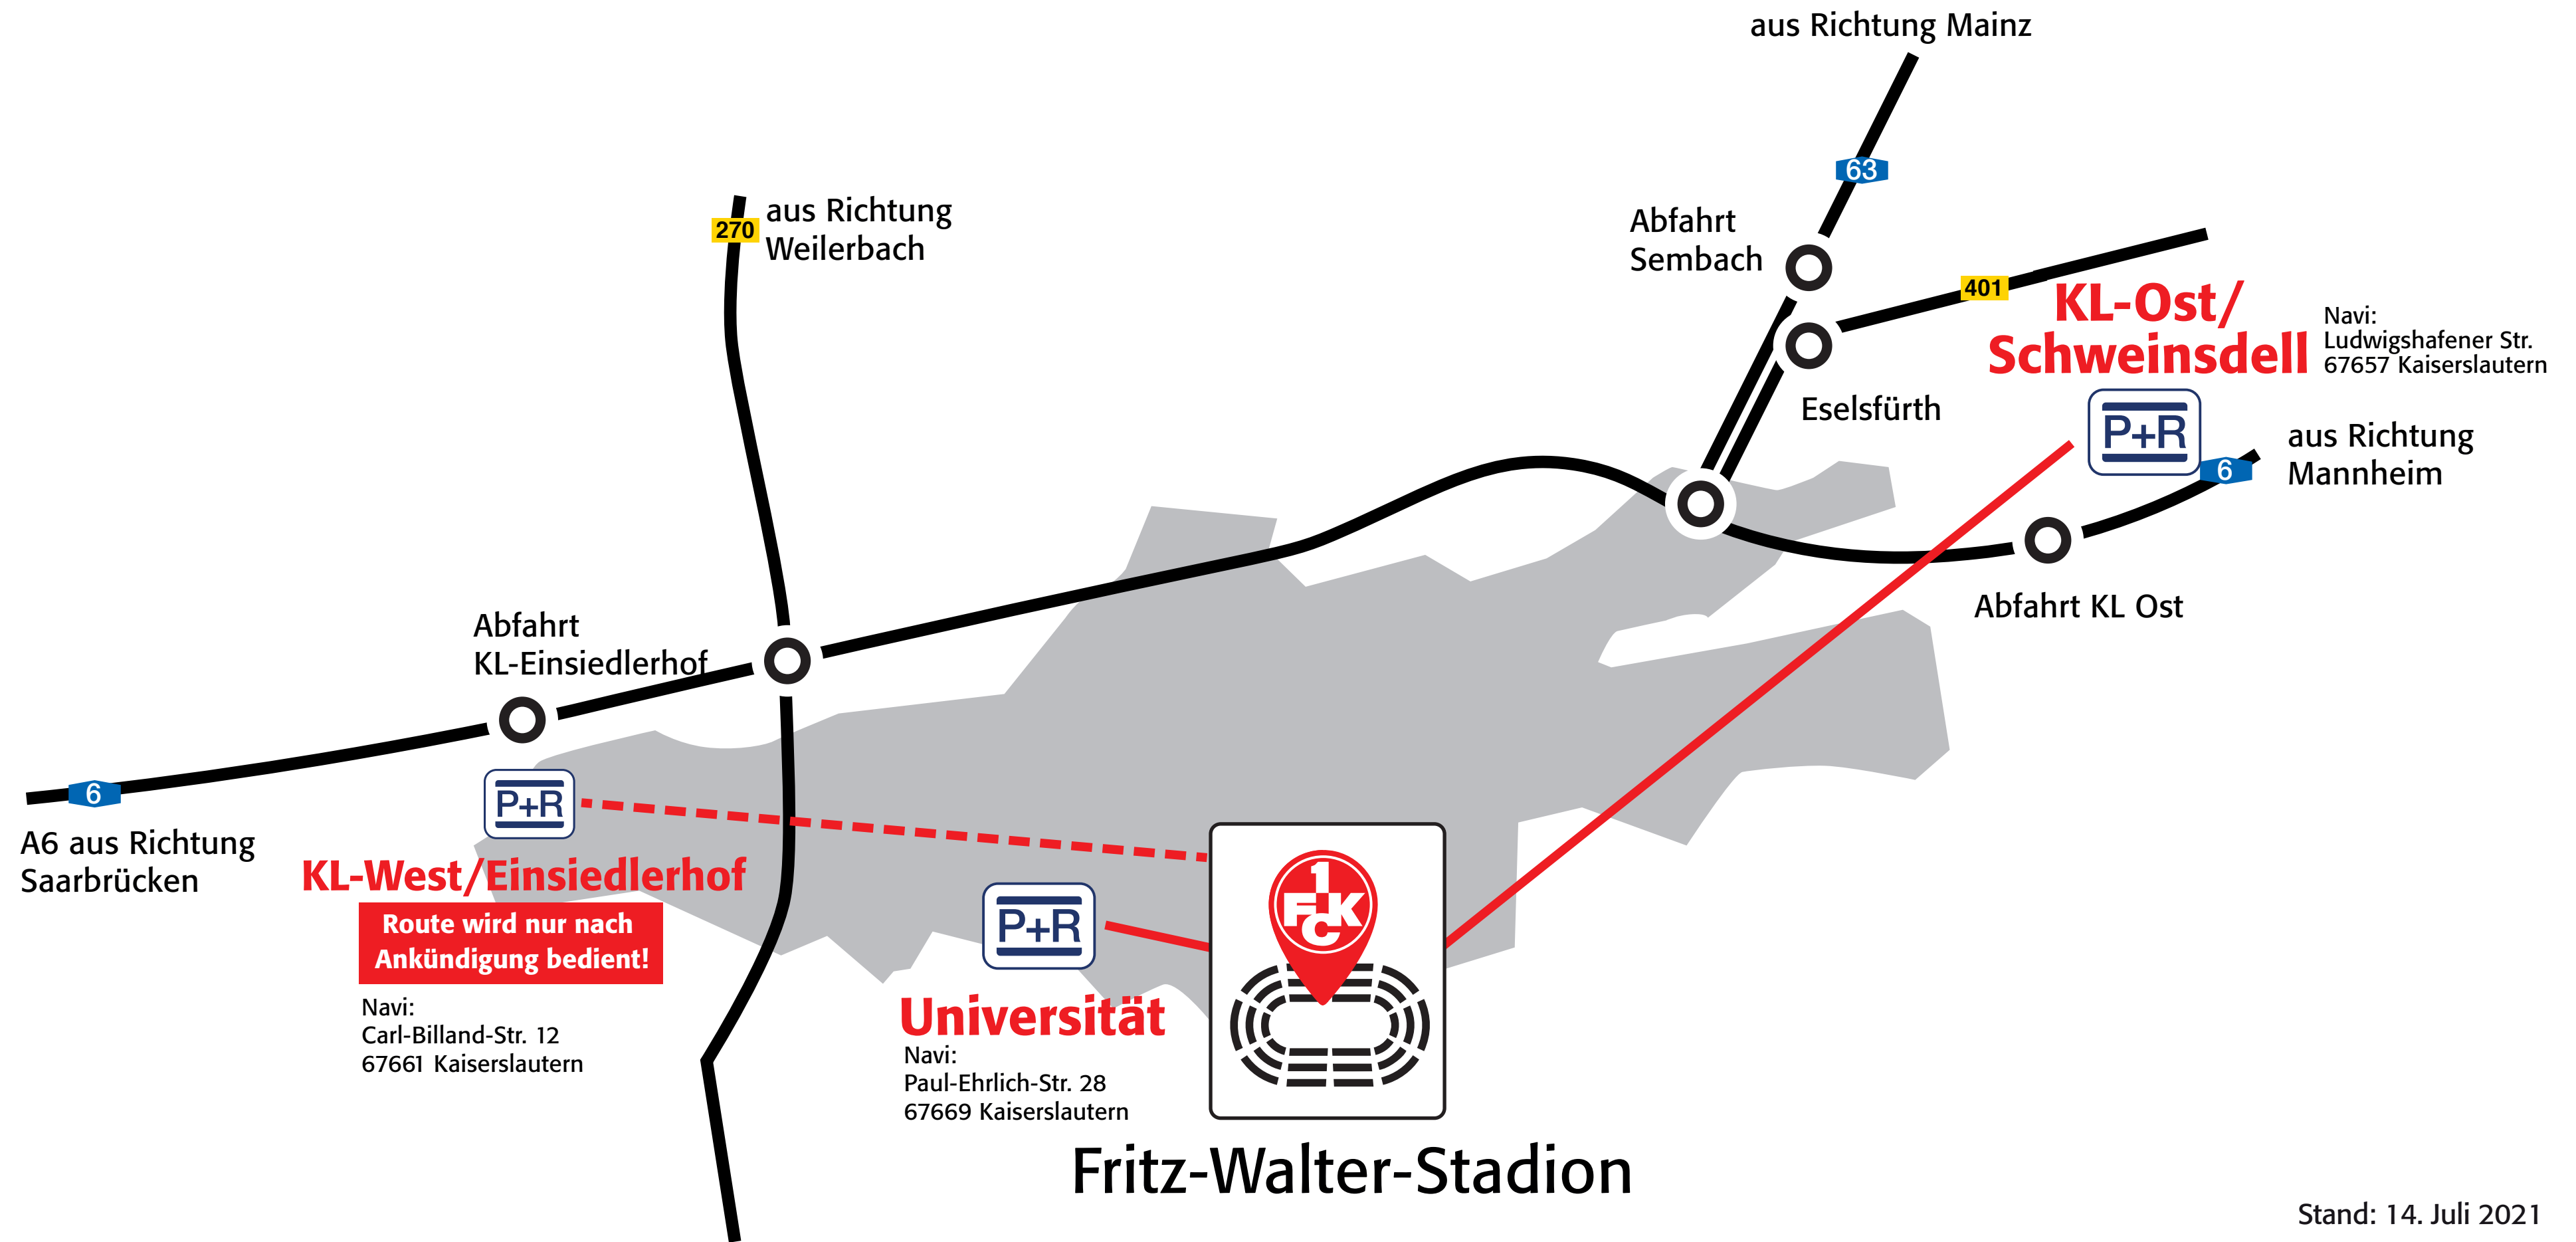 aus Richtung Mainz
63
270
aus Richtung
Weilerbach
Abfahrt
Sembach
401
KL-Ost/
Schweinsdell
Navi:
Ludwigshafener Str.
67657 Kaiserslautern
Eselsfürth
P+R
6
aus Richtung
Mannheim
Abfahrt KL Ost
Abfahrt
KL-Einsiedlerhof
6
A6 aus Richtung
Saarbrücken
P+R
KL-West/Einsiedlerhof
Route wird nur nach
Ankündigung bedient!
Navi:
Carl-Billand-Str. 12
67661 Kaiserslautern
P+R
Universität
Navi:
Paul-Ehrlich-Str. 28
67669 Kaiserslautern
1
FCK
Fritz-Walter-Stadion
Stand: 14. Juli 2021